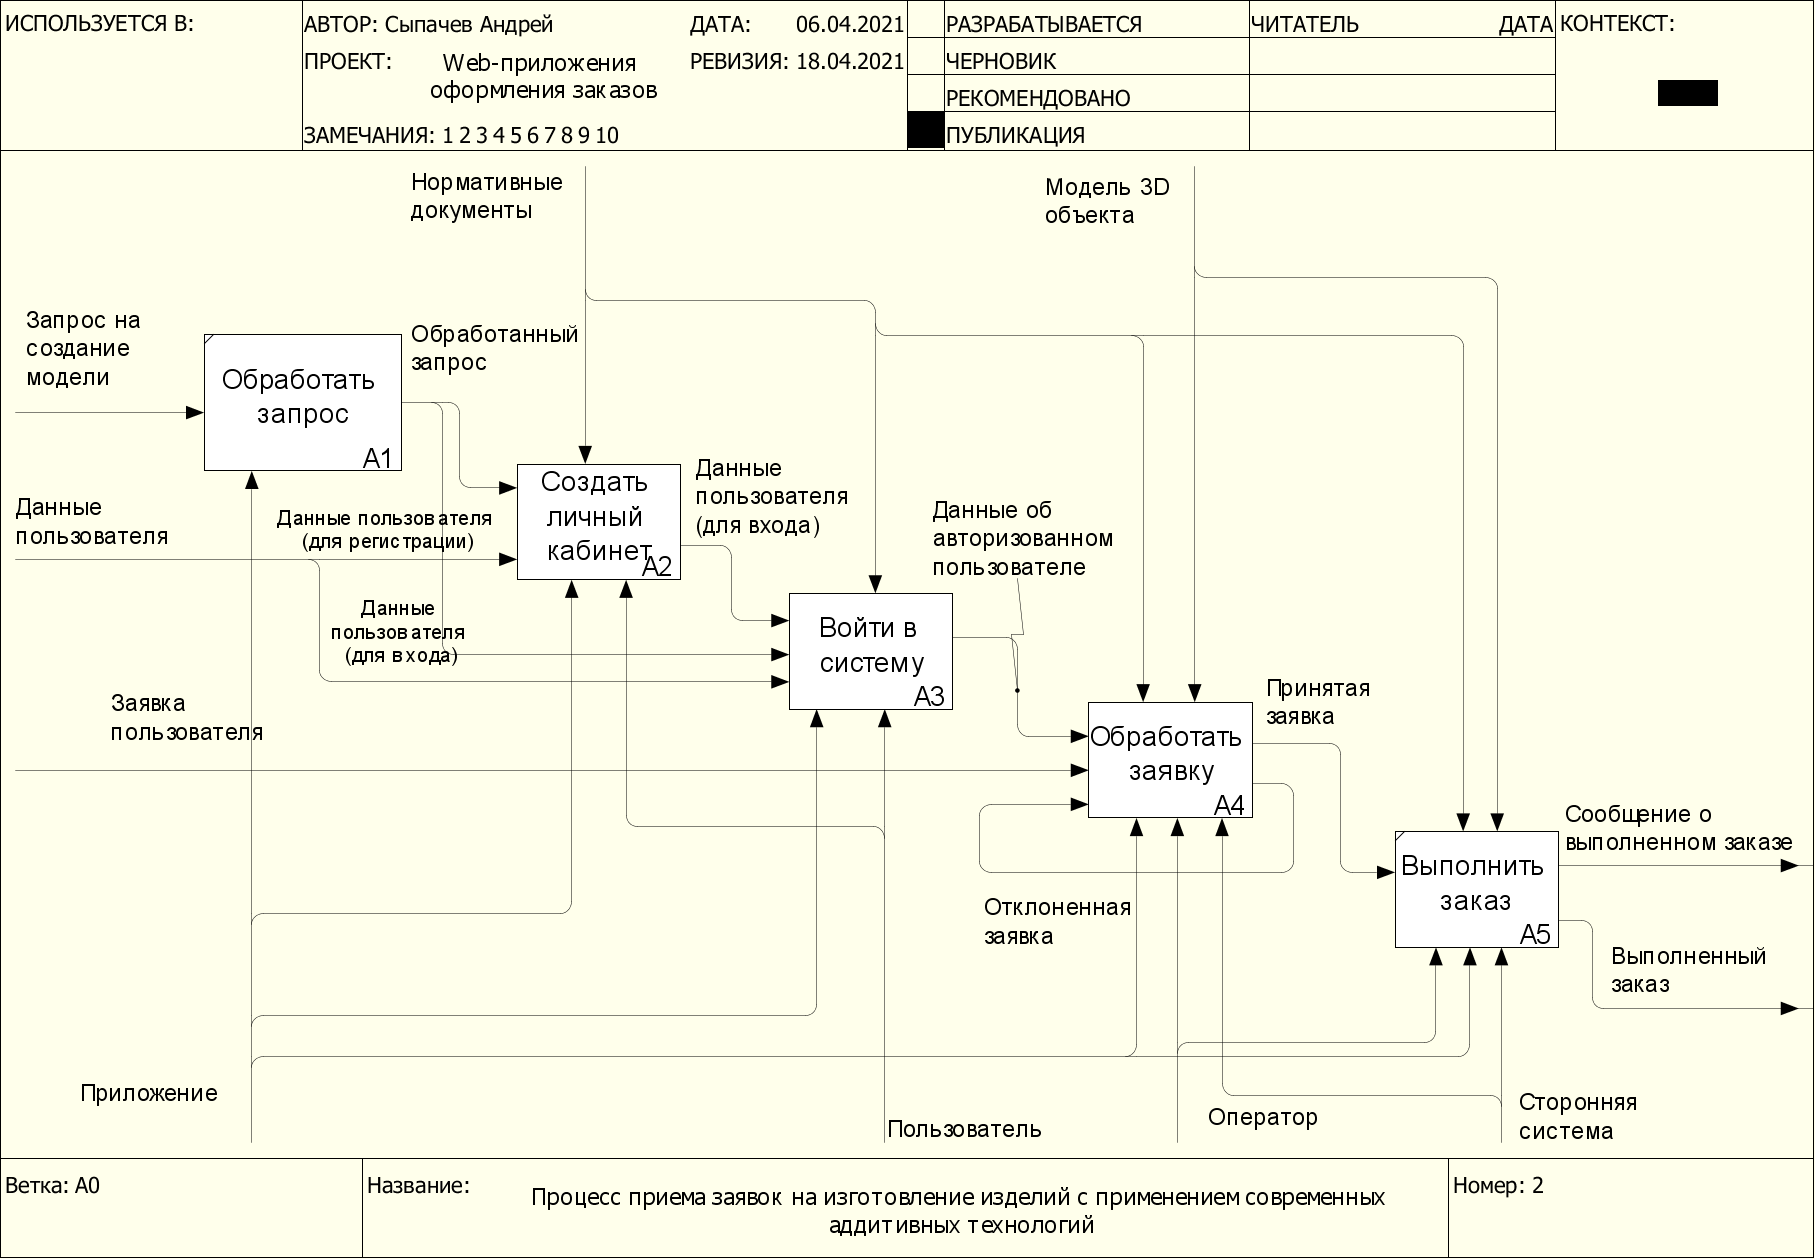 ИСПОЛЬЗУЕТСЯ В:
АВТОР: Сыпачев Андрей
ДАТА: 06.04.2021
ПРОЕКТ: Web-приложения
оформления заказов
РЕВИЗИЯ: 18.04.2021
ЗАМЕЧАНИЯ: 1 2 3 4 5 6 7 8 9 10
РАЗРАБАТЫВАЕТСЯ
ЧЕРНОВИК
РЕКОМЕНДОВАНО
ПУБЛИКАЦИЯ
ЧИТАТЕЛЬ ДАТА
КОНТЕКСТ:
Нормативные
документы
Модель 3D
объекта
Запрос на
создание
модели
Обработать
запрос
A1
Обработанный
запрос
Данные
пользователя
Данные пользователя
(для регистрации)
Создать
личный
кабинет
A2
Данные
пользователя
(для входа)
Данные об
авторизованном
пользователе
Данные
пользователя
(для входа)
Войти в
систему
A3
Заявка
пользователя
Обработать
заявку
A4
Принятая
заявка
Отклоненная
заявка
Выполнить
заказ
A5
Сообщение о
выполненном заказе
Выполненный
заказ
Приложение
Пользователь
Оператор
Сторонняя
система
Ветка: A0
Название:
Процесс приема заявок на изготовление изделий с применением современных
аддитивных технологий
Номер: 2